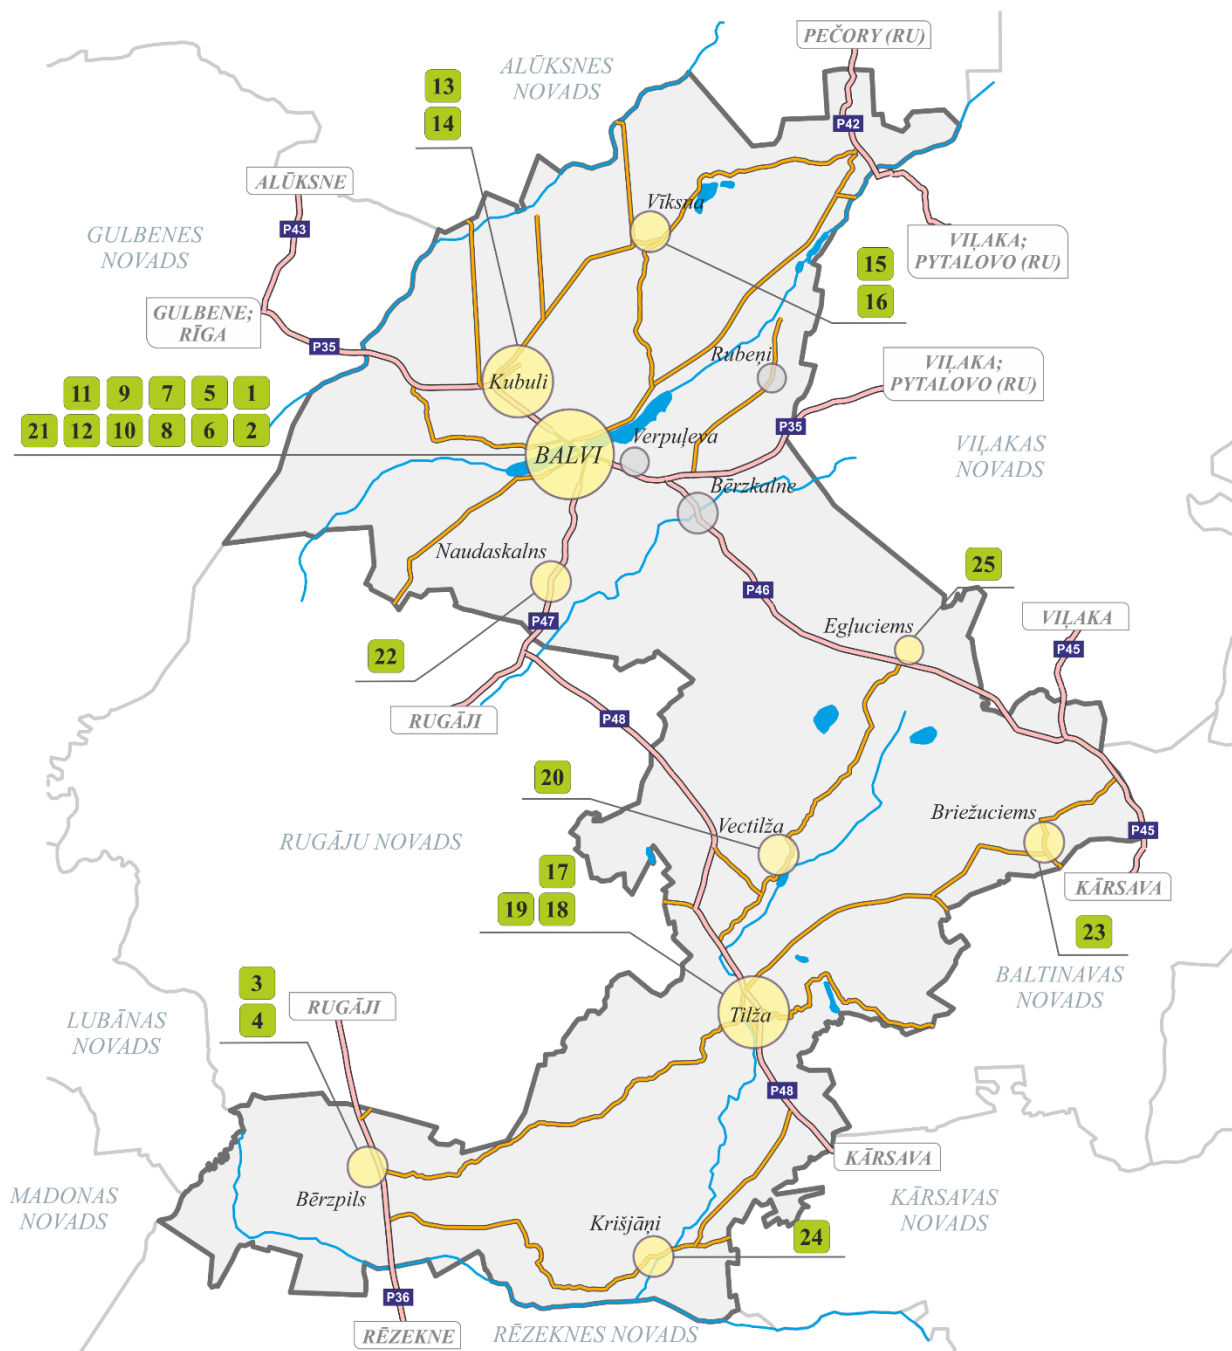 PEČORY (RU)
ALŪKSNES
NOVADS
13
14
P42
ALŪKSNE
P43
GULBENES
NOVADS
Vīksna
VIĻAKA;
PYTALOVO (RU)
15
16
GULBENE;
RĪGA
P35
Rubeņi
VIĻAKA;
PYTALOVO (RU)
Kubuli
11 9 7 5 1
21 12 10 8 6 2
P35
Verpuļeva
VIĻAKAS
NOVADS
BALVI
Bērzkalne
Naudaskalns
25
P46
P47
Egļuciems
VIĻAKA
P45
22
RUGĀJI
P48
20
Vectilža
Briežuciems
P45
RUGĀJU NOVADS
17
19 18
KĀRSAVA
23
BALTINAVAS
NOVADS
3
4
RUGĀJI
LUBĀNAS
NOVADS
Tilža
P48
KĀRSAVA
Bērzpils
MADONAS
NOVADS
KĀRSAVAS
NOVADS
Krišjāņi
24
P36
RĒZEKNE
RĒZEKNES NOVADS